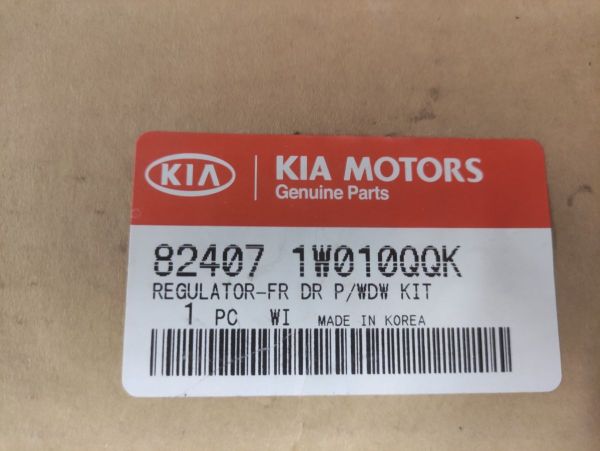 KIA
KIA MOTORS
Genuine Parts
82407 1W010QQK
REGULATOR-FR DR P/WDW KIT
1 PC WI MADE IN KOREA